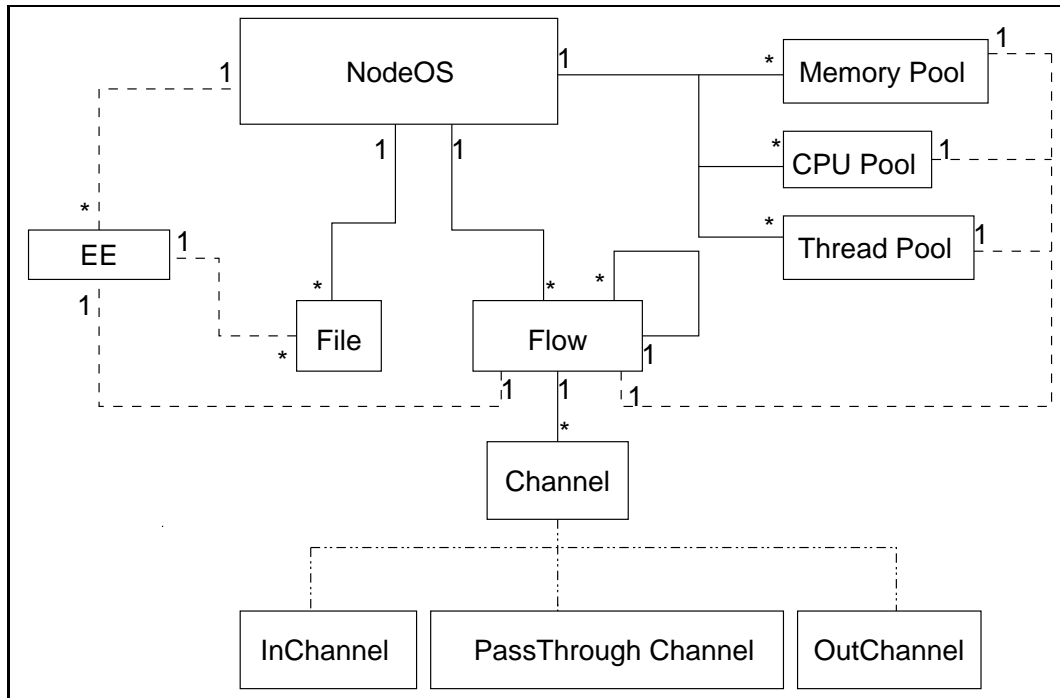 1
NodeOS
1
*
Memory Pool
1
1
1
*
CPU Pool
1
*
EE
1
*
Thread Pool
1
1
*
File
*
*
*
Flow
1
1
1
1
*
Channel
InChannel
PassThrough Channel
OutChannel